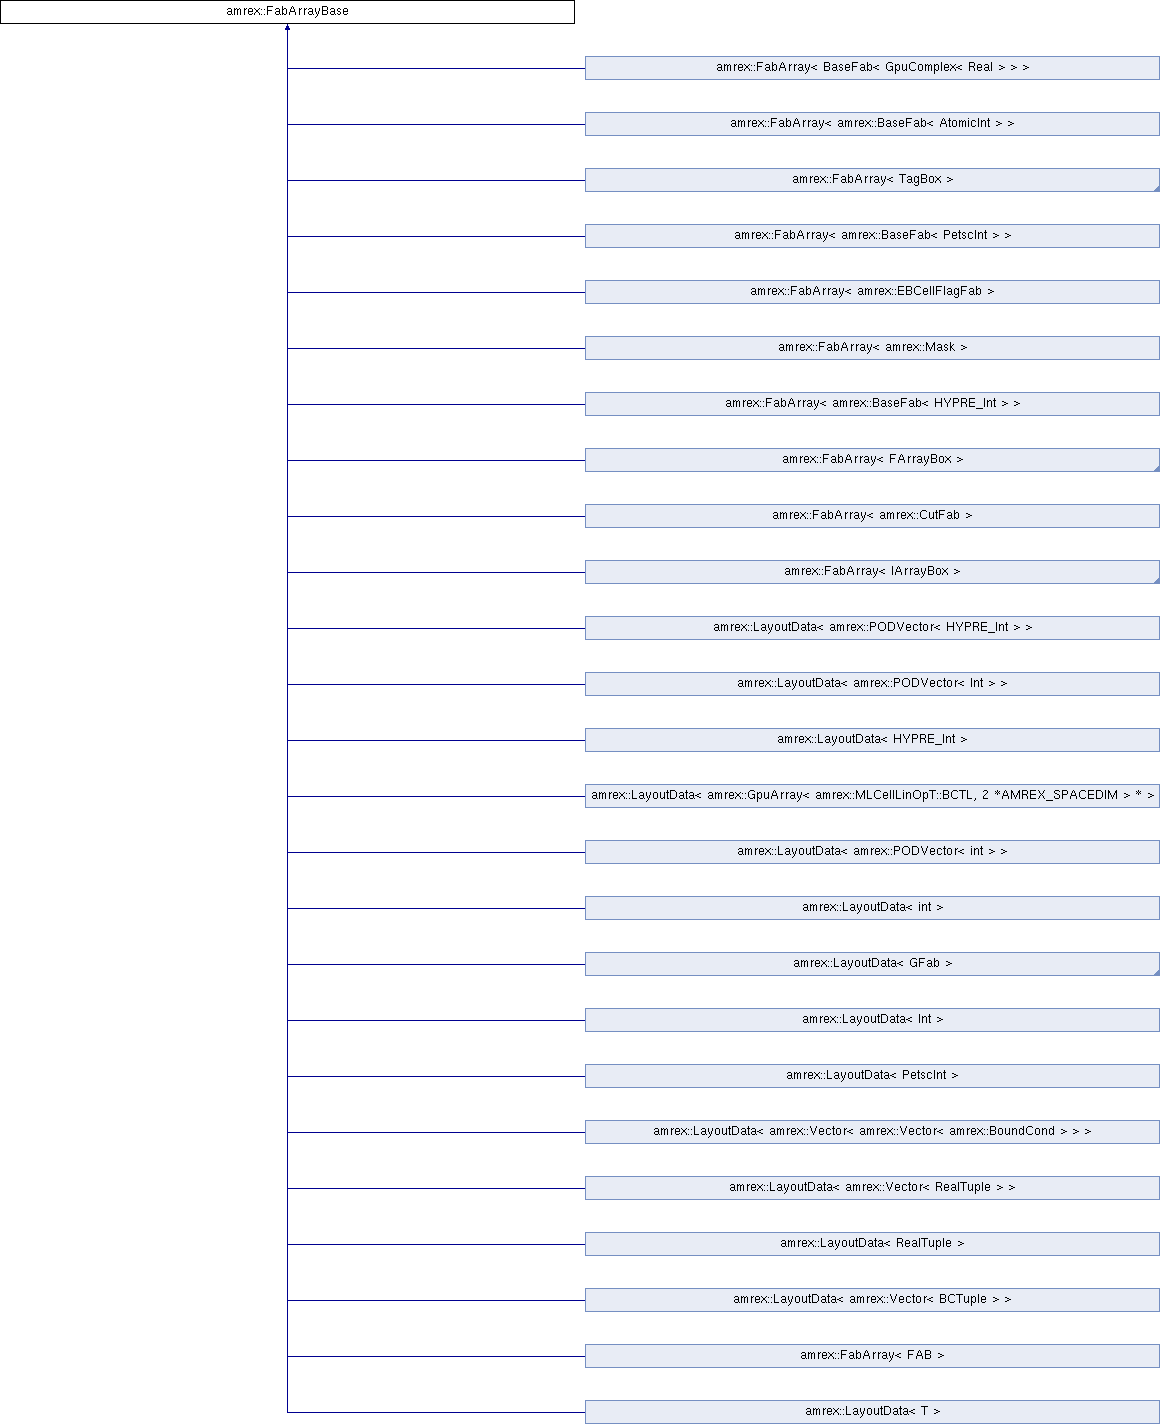 amrex::FabArrayBase
amrex::FabArray< BaseFab< GpuComplex< Real > > >
amrex::FabArray< amrex::BaseFab< AtomicInt > >
amrex::FabArray< TagBox >
amrex::FabArray< amrex::BaseFab< PetscInt > >
amrex::FabArray< amrex::EBCellFlagFab >
amrex::FabArray< amrex::Mask >
amrex::FabArray< amrex::BaseFab< HYPRE_Int > >
amrex::FabArray< FArrayBox >
amrex::FabArray< amrex::CutFab >
amrex::FabArray< IArrayBox >
amrex::LayoutData< amrex::PODVector< HYPRE_Int > >
amrex::LayoutData< amrex::PODVector< Int > >
amrex::LayoutData< HYPRE_Int >
amrex::LayoutData< amrex::GpuArray< amrex::MLCellLinOpT::BCTL, 2 *AMREX_SPACEDIM > * >
amrex::LayoutData< amrex::PODVector< int > >
amrex::LayoutData< int >
amrex::LayoutData< GFab >
amrex::LayoutData< Int >
amrex::LayoutData< PetscInt >
amrex::LayoutData< amrex::Vector< amrex::Vector< amrex::BoundCond > > >
amrex::LayoutData< amrex::Vector< RealTuple > >
amrex::LayoutData< RealTuple >
amrex::LayoutData< amrex::Vector< BCTuple > >
amrex::FabArray< FAB >
amrex::LayoutData< T >